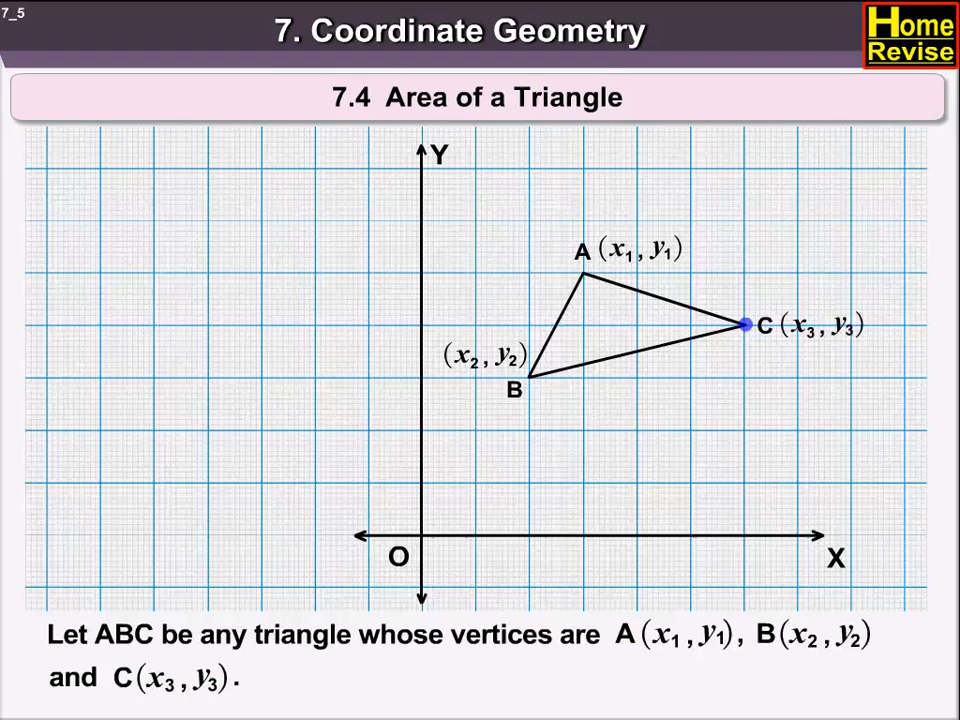 7_5
7. Coordinate Geometry
Home
Revise
7.4 Area of a Triangle
Y
A (x₁, y₁)
C (x₃, y₃)
(x₂, y₂)
B
O
X
Let ABC be any triangle whose vertices are A(x₁, y₁), B(x₂, y₂)
and C(x₃, y₃).